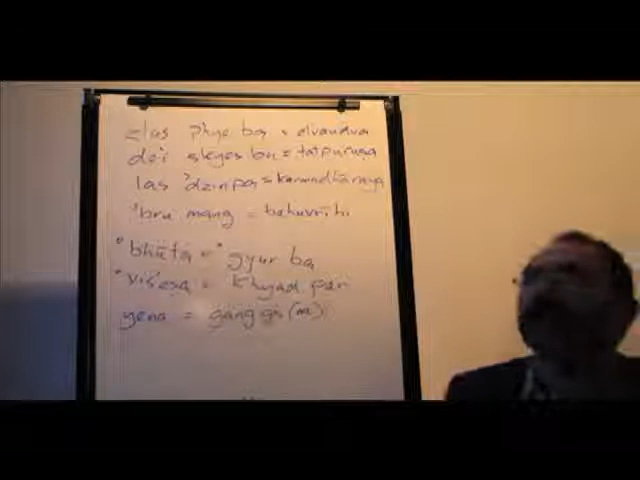 zlas phye ba = dvandva
de'i skyes bu = tatpuruṣa
las 'dzin pa = karmadhāraya
'bru mang = bahuvrīhi
°bhūta = °gyur ba
°viśeṣa = khyad par
yena = gang gis (na)